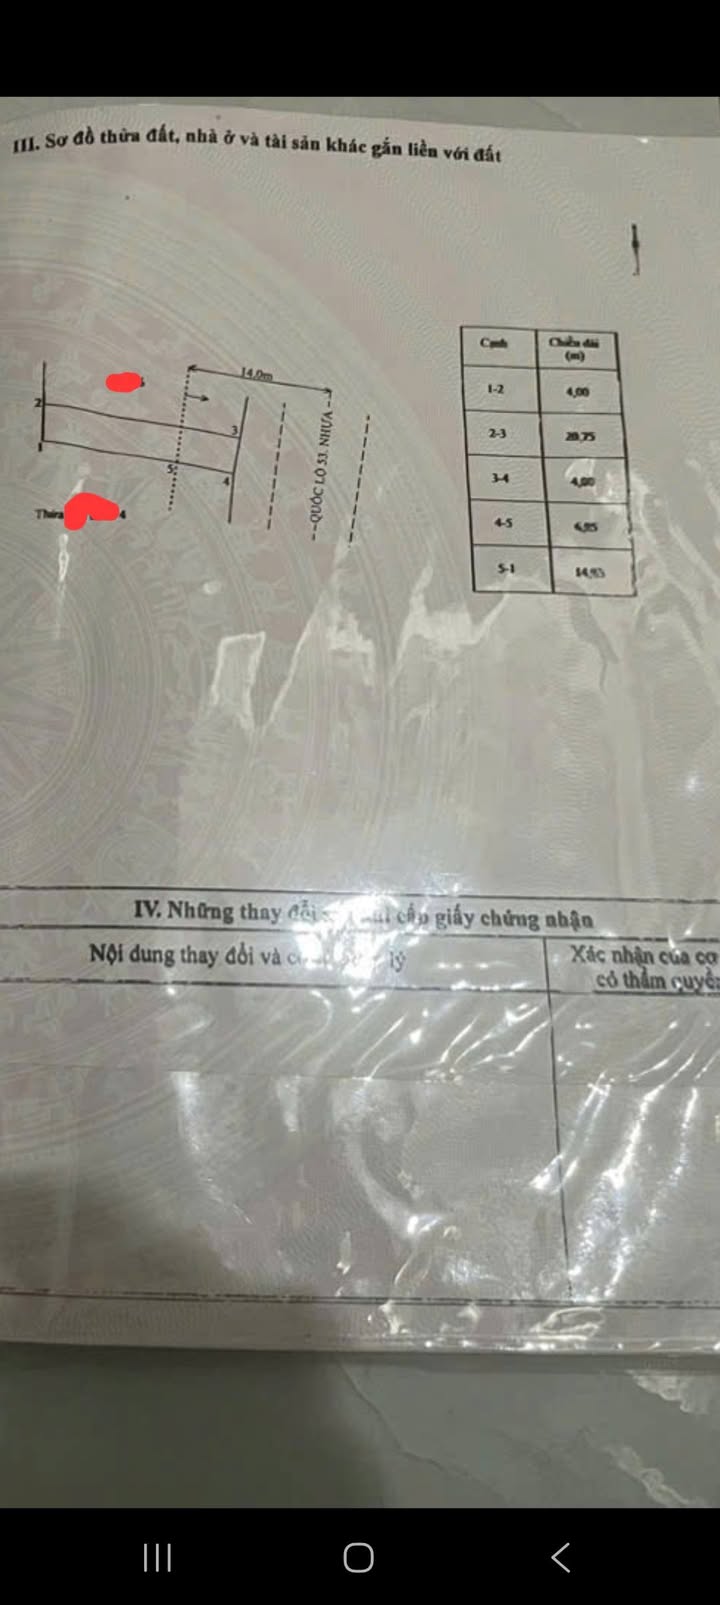 III. Sơ đồ thửa đất, nhà ở và tài sản khác gắn liền với đất
14,0m
2
3
1
5
4
QUỐC LỘ 53. NHỰA
Thửa 4
Cạnh Chiều dài (m)
1-2 4,00
2-3 20,75
3-4 4,00
4-5
5-1 14,93
IV. Những thay đổi cấp giấy chứng nhận
Nội dung thay đổi và lý
Xác nhận của cơ
có thẩm quyền